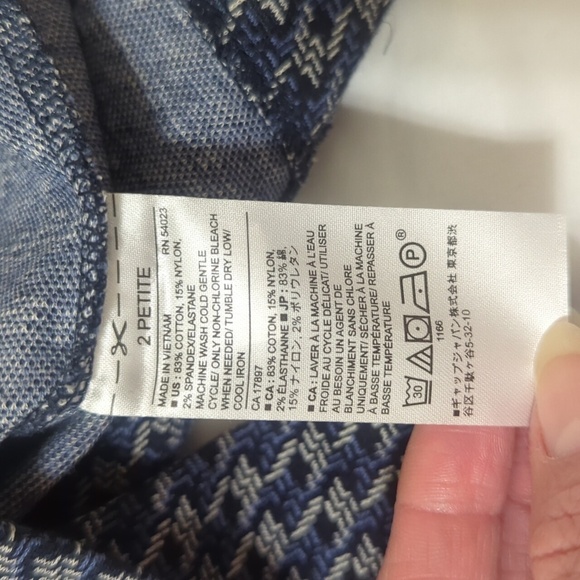 2 PETITE
MADE IN VIETNAM RN 54023
■ US : 83% COTTON, 15% NYLON,
2% SPANDEX/ELASTANE
MACHINE WASH COLD GENTLE
CYCLE/ ONLY NON-CHLORINE BLEACH
WHEN NEEDED/ TUMBLE DRY LOW/
COOL IRON
CA 17897
■ CA : 83% COTTON, 15% NYLON,
2% ELASTHANNE ■ JP : 83% 綿,
15% ナイロン, 2% ポリウレタン
■ CA : LAVER À LA MACHINE À L'EAU
FROIDE AU CYCLE DÉLICAT/ UTILISER
AU BESOIN UN AGENT DE
BLANCHIMENT SANS CHLORE
UNIQUEMENT/ SÉCHER À LA MACHINE
À BASSE TEMPÉRATURE/ REPASSER À
BASSE TEMPÉRATURE
30 P ®
1166
■ギャップジャパン株式会社 東京都渋
谷区千駄ヶ谷5-32-10